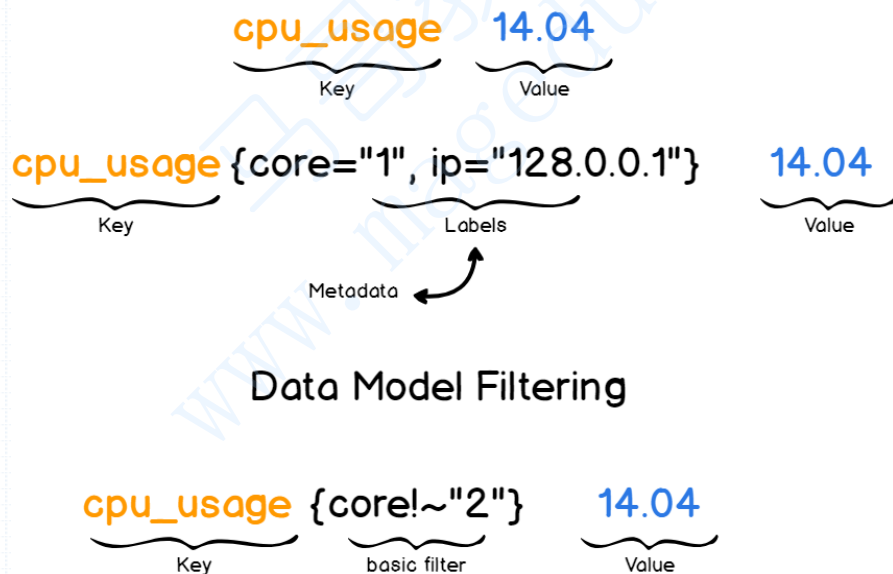 cpu_usage 14.04
Key Value
cpu_usage {core="1", ip="128.0.0.1"} 14.04
Key Labels Value
Metadata
Data Model Filtering
cpu_usage {core!~"2"} 14.04
Key basic filter Value